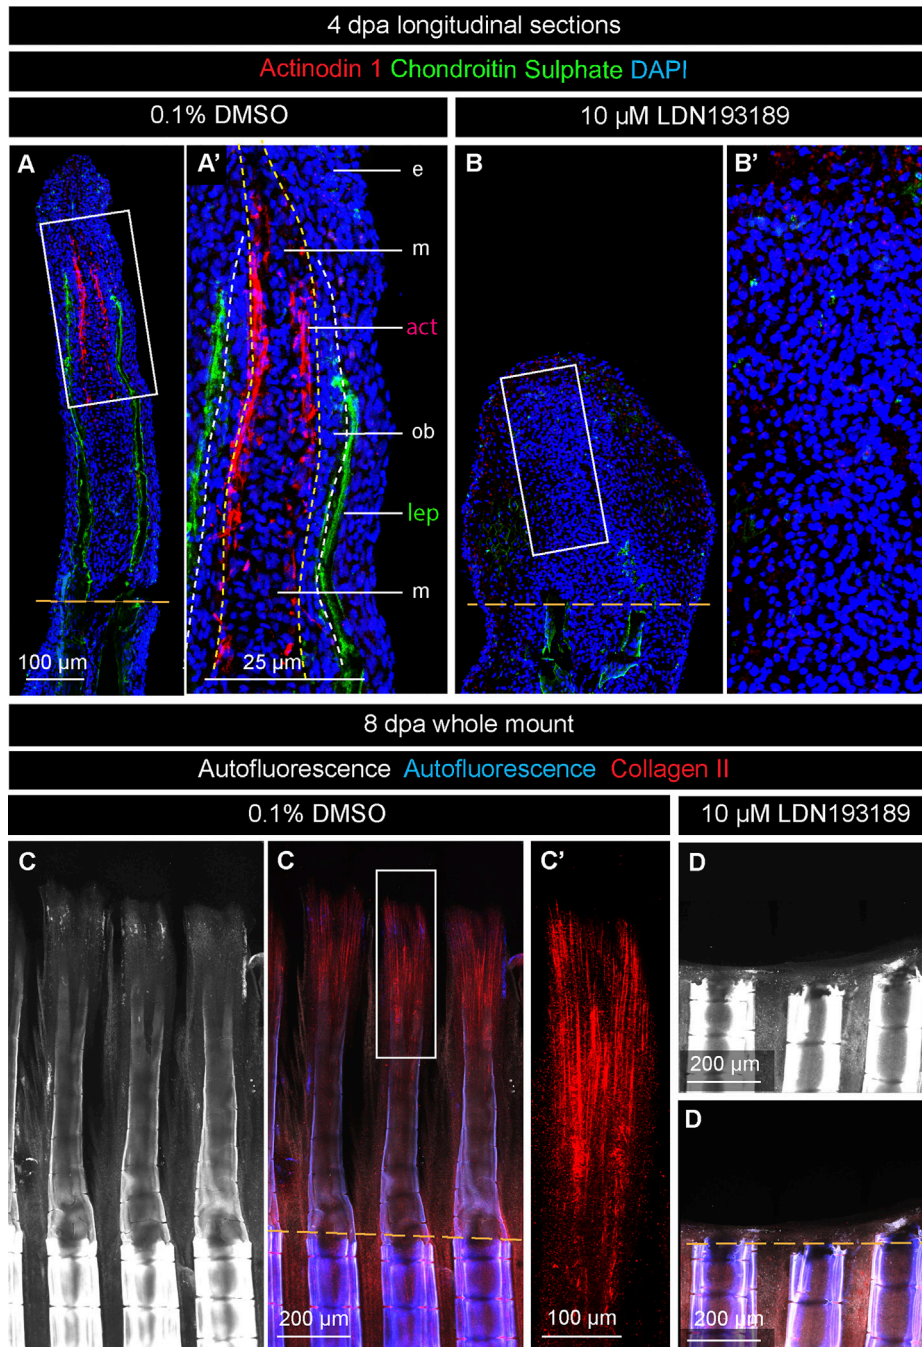 4 dpa longitudinal sections
Actinodin 1 Chondroitin Sulphate DAPI
0.1% DMSO
10 µM LDN193189
A
A'
B
B'
e
m
act
ob
lep
m
100 µm
25 µm
8 dpa whole mount
Autofluorescence Autofluorescence Collagen II
0.1% DMSO
10 µM LDN193189
C
C
C'
D
200 µm
D
200 µm
100 µm
200 µm